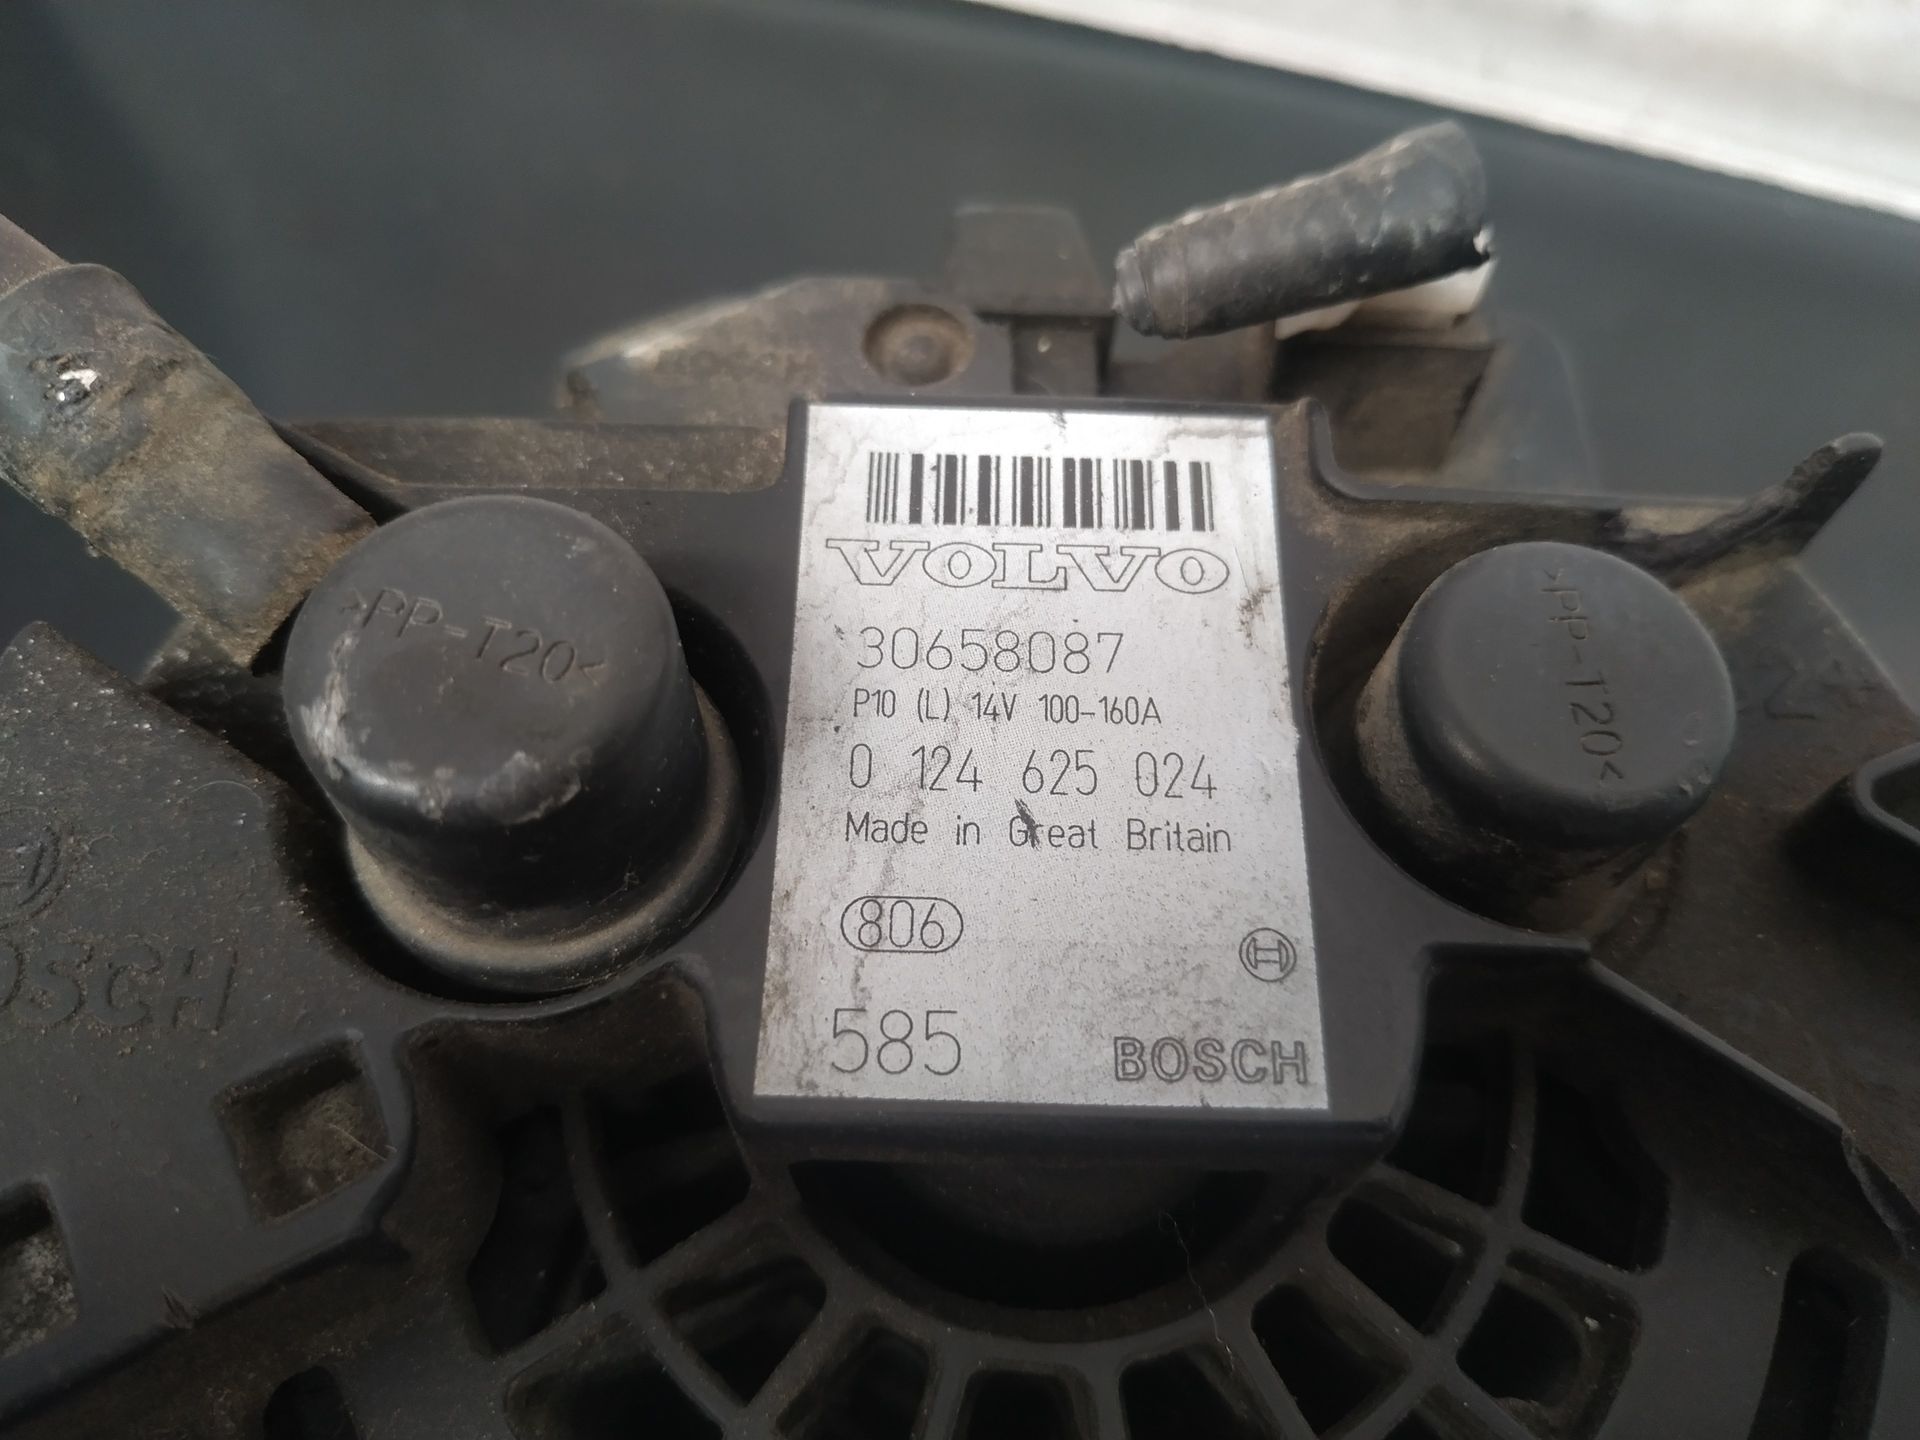 VOLVO
30658087
P10 (L) 14V 100-160A
0 124 625 024
Made in Great Britain
806
585
BOSCH
>PP-T20<
>PP-T20<
OSCH